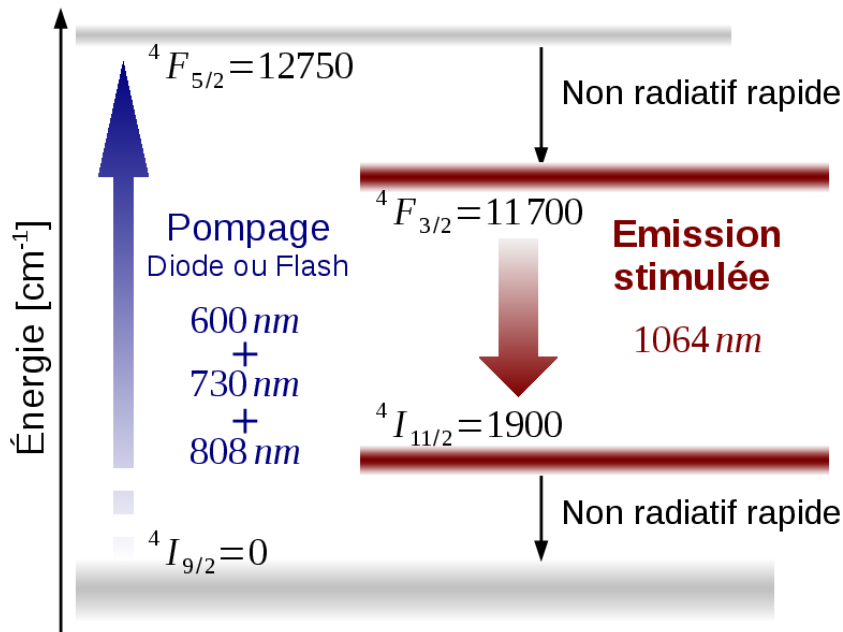 Énergie [cm⁻¹]
⁴F₅/₂=12750
Non radiatif rapide
⁴F₃/₂=11700
Pompage
Diode ou Flash
600 nm
+
730 nm
+
808 nm
Emission
stimulée
1064 nm
⁴I₁₁/₂=1900
Non radiatif rapide
⁴I₉/₂=0